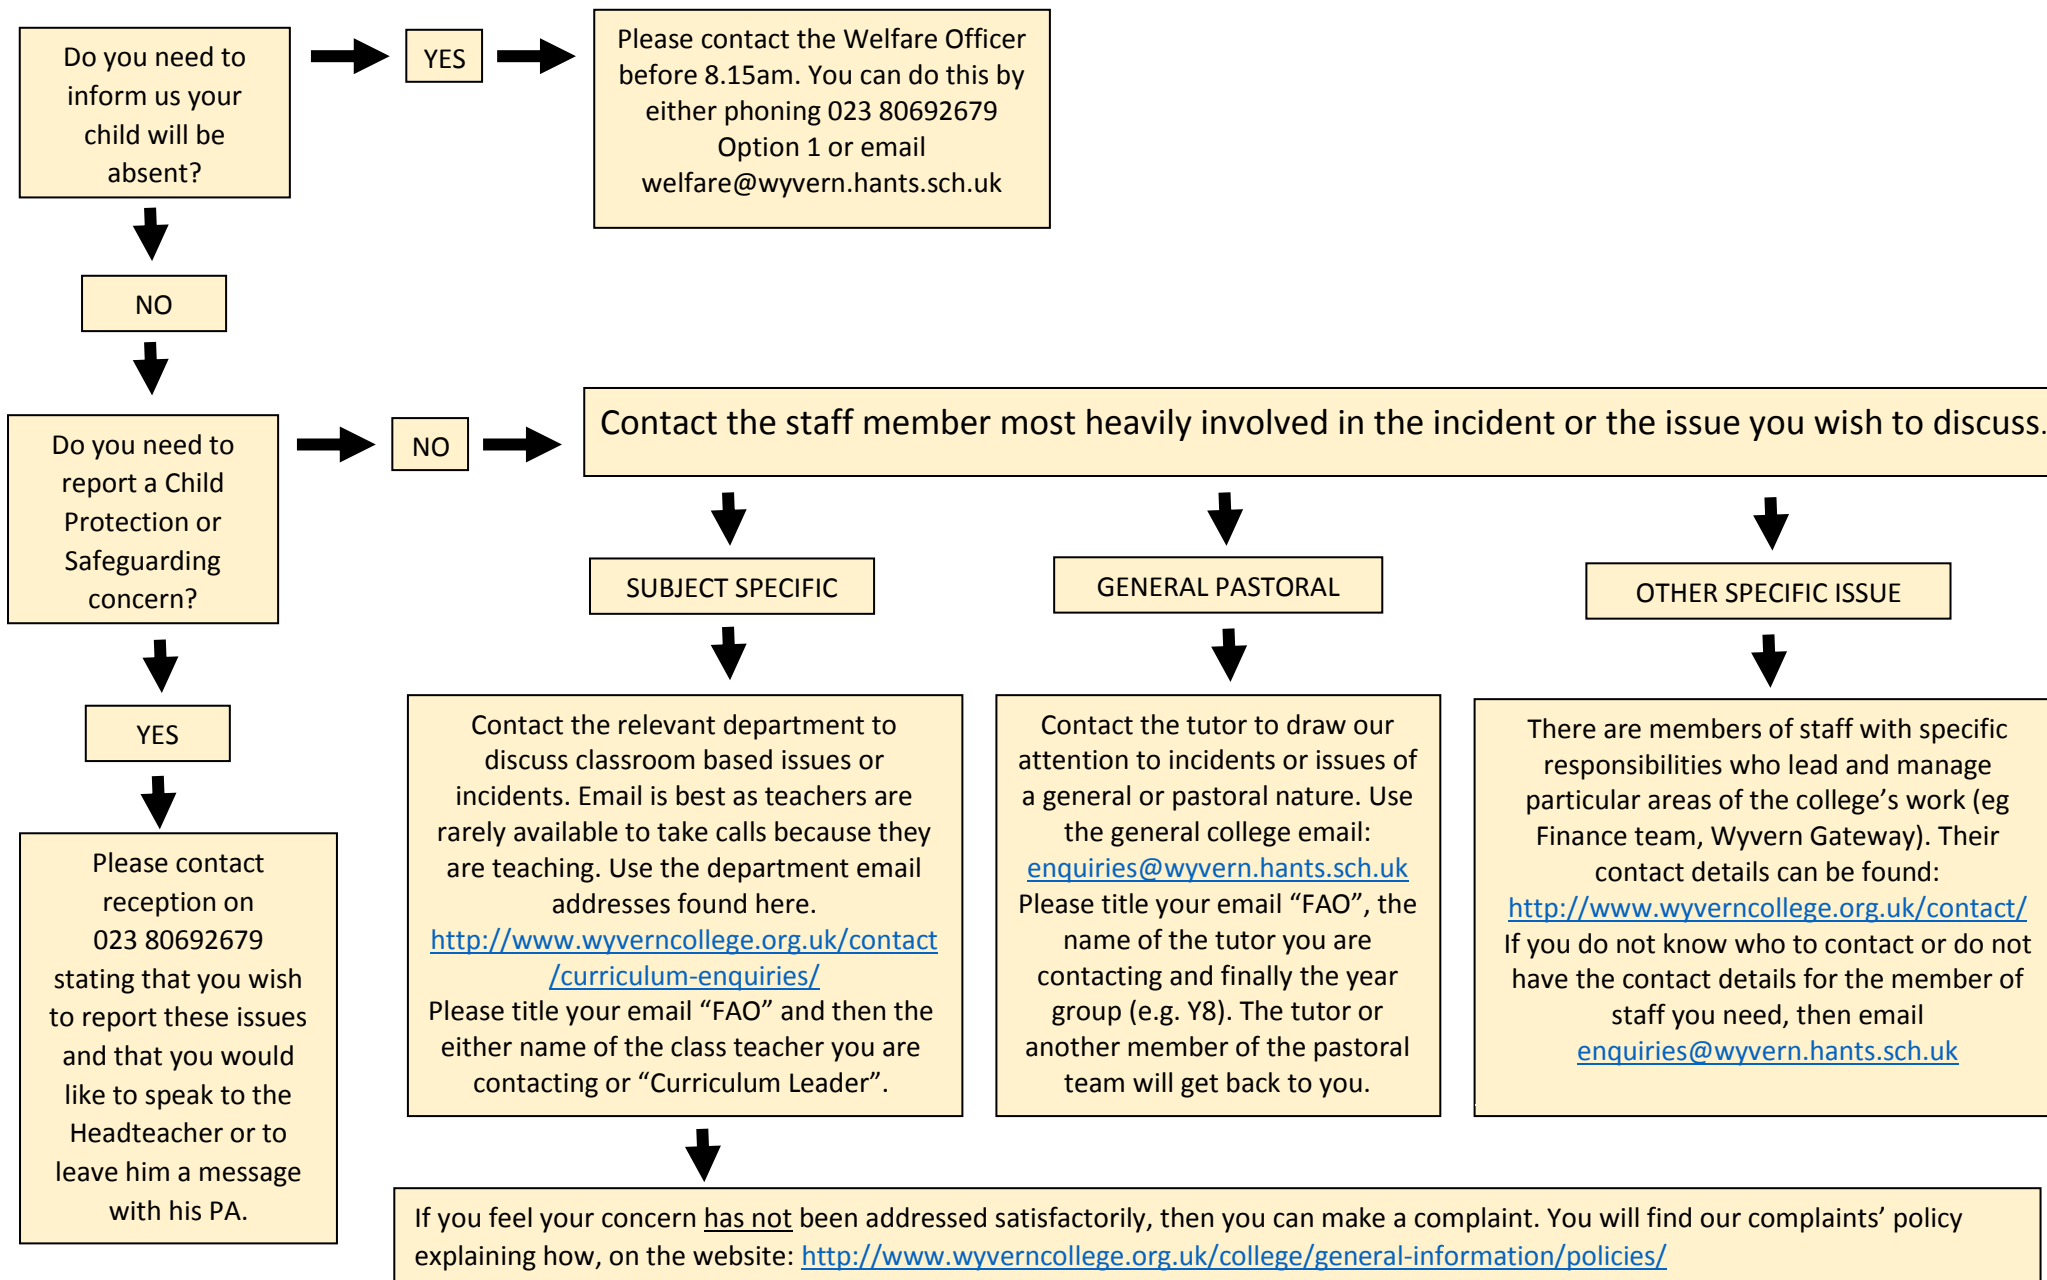 Do you need to
inform us your
child will be
absent?
YES
Please contact the Welfare Officer
before 8.15am. You can do this by
either phoning 023 80692679
Option 1 or email
welfare@wyvern.hants.sch.uk
NO
Do you need to
report a Child
Protection or
Safeguarding
concern?
NO
Contact the staff member most heavily involved in the incident or the issue you wish to discuss.
YES
Please contact
reception on
023 80692679
stating that you wish
to report these issues
and that you would
like to speak to the
Headteacher or to
leave him a message
with his PA.
SUBJECT SPECIFIC
Contact the relevant department to
discuss classroom based issues or
incidents. Email is best as teachers are
rarely available to take calls because they
are teaching. Use the department email
addresses found here.
http://www.wyverncollege.org.uk/contact
/curriculum-enquiries/
Please title your email “FAO” and then the
either name of the class teacher you are
contacting or “Curriculum Leader”.
GENERAL PASTORAL
Contact the tutor to draw our
attention to incidents or issues of
a general or pastoral nature. Use
the general college email:
enquiries@wyvern.hants.sch.uk
Please title your email “FAO”, the
name of the tutor you are
contacting and finally the year
group (e.g. Y8). The tutor or
another member of the pastoral
team will get back to you.
OTHER SPECIFIC ISSUE
There are members of staff with specific
responsibilities who lead and manage
particular areas of the college’s work (eg
Finance team, Wyvern Gateway). Their
contact details can be found:
http://www.wyverncollege.org.uk/contact/
If you do not know who to contact or do not
have the contact details for the member of
staff you need, then email
enquiries@wyvern.hants.sch.uk
If you feel your concern has not been addressed satisfactorily, then you can make a complaint. You will find our complaints’ policy
explaining how, on the website: http://www.wyverncollege.org.uk/college/general-information/policies/